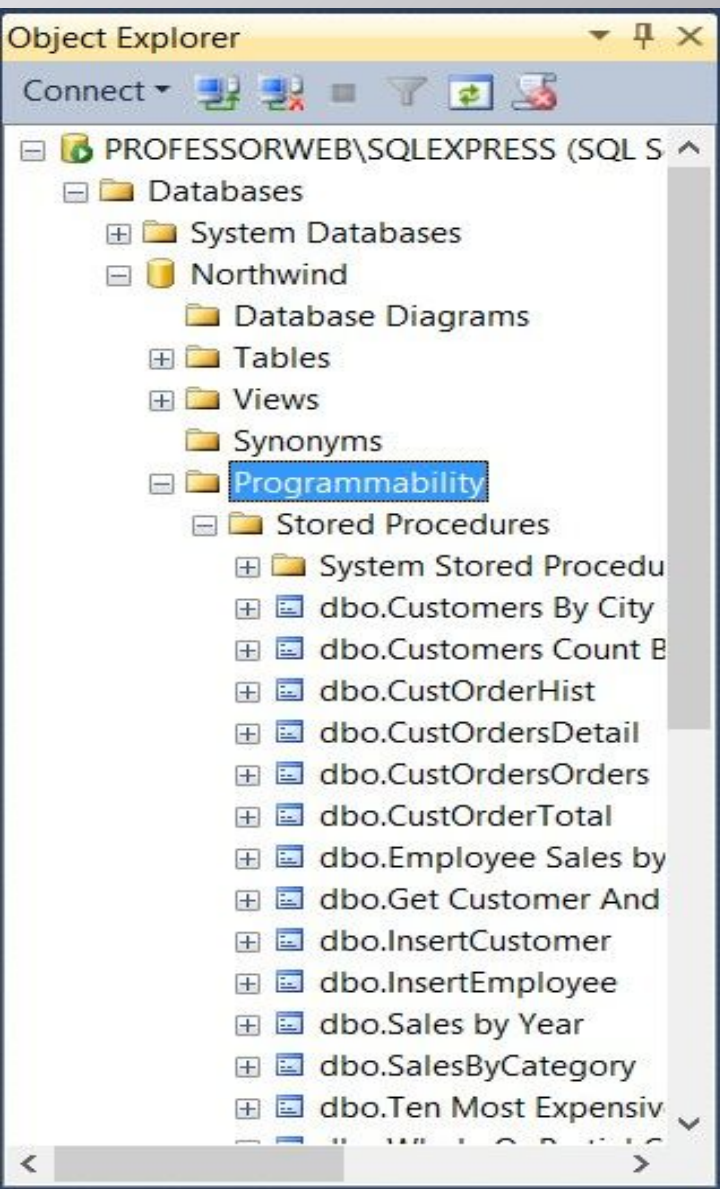 Object Explorer
Connect
PROFESSORWEB\SQLEXPRESS (SQL S
Databases
System Databases
Northwind
Database Diagrams
Tables
Views
Synonyms
Programmability
Stored Procedures
System Stored Procedu
dbo.Customers By City
dbo.Customers Count B
dbo.CustOrderHist
dbo.CustOrdersDetail
dbo.CustOrdersOrders
dbo.CustOrderTotal
dbo.Employee Sales by
dbo.Get Customer And
dbo.InsertCustomer
dbo.InsertEmployee
dbo.Sales by Year
dbo.SalesByCategory
dbo.Ten Most Expensiv